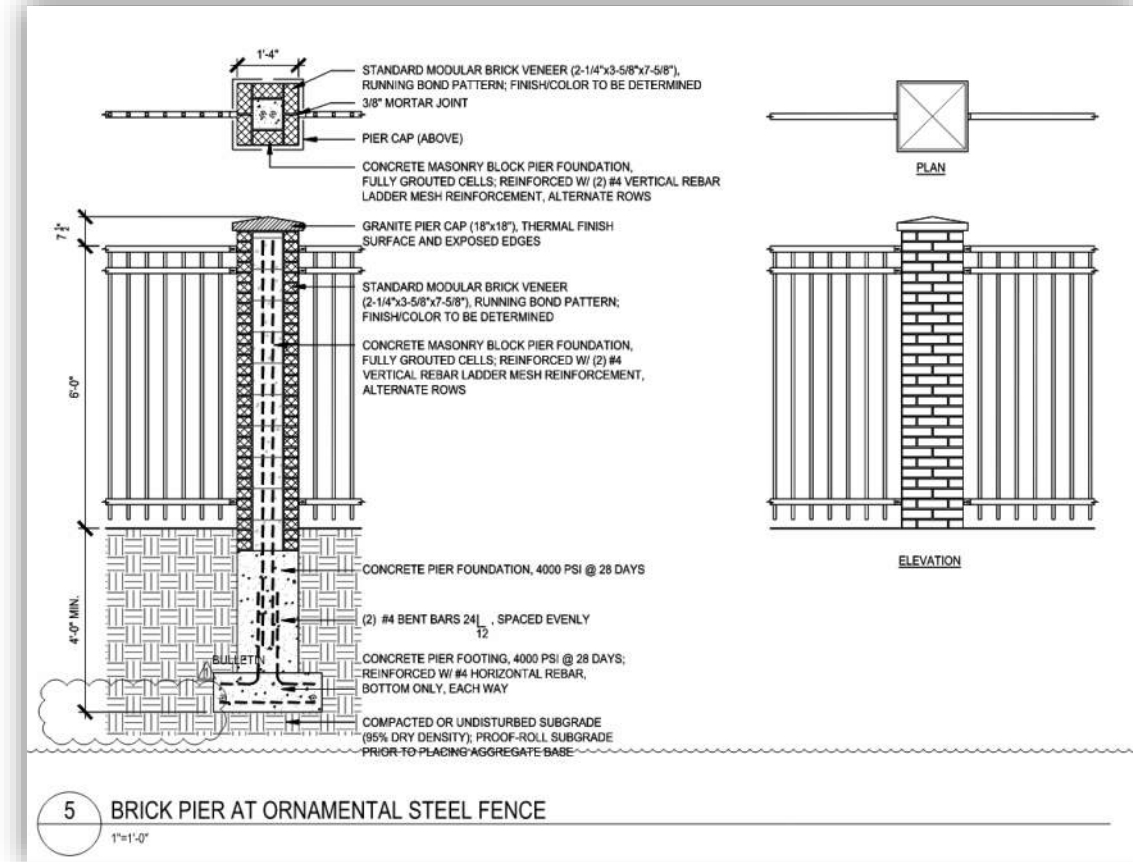 1'-4"
STANDARD MODULAR BRICK VENEER (2-1/4"x3-5/8"x7-5/8"),
RUNNING BOND PATTERN; FINISH/COLOR TO BE DETERMINED
3/8" MORTAR JOINT
PIER CAP (ABOVE)
CONCRETE MASONRY BLOCK PIER FOUNDATION,
FULLY GROUTED CELLS; REINFORCED W/ (2) #4 VERTICAL REBAR
LADDER MESH REINFORCEMENT, ALTERNATE ROWS
PLAN
GRANITE PIER CAP (18"x18"), THERMAL FINISH
SURFACE AND EXPOSED EDGES
STANDARD MODULAR BRICK VENEER
(2-1/4"x3-5/8"x7-5/8"), RUNNING BOND PATTERN;
FINISH/COLOR TO BE DETERMINED
CONCRETE MASONRY BLOCK PIER FOUNDATION,
FULLY GROUTED CELLS; REINFORCED W/ (2) #4
VERTICAL REBAR LADDER MESH REINFORCEMENT,
ALTERNATE ROWS
6'-0"
ELEVATION
CONCRETE PIER FOUNDATION, 4000 PSI @ 28 DAYS
(2) #4 BENT BARS 24 , SPACED EVENLY
12
4'-0" MIN.
BULLETIN
CONCRETE PIER FOOTING, 4000 PSI @ 28 DAYS;
REINFORCED W/ #4 HORIZONTAL REBAR,
BOTTOM ONLY, EACH WAY
COMPACTED OR UNDISTURBED SUBGRADE
(95% DRY DENSITY); PROOF-ROLL SUBGRADE
PRIOR TO PLACING AGGREGATE BASE
5 BRICK PIER AT ORNAMENTAL STEEL FENCE
1"=1'-0"